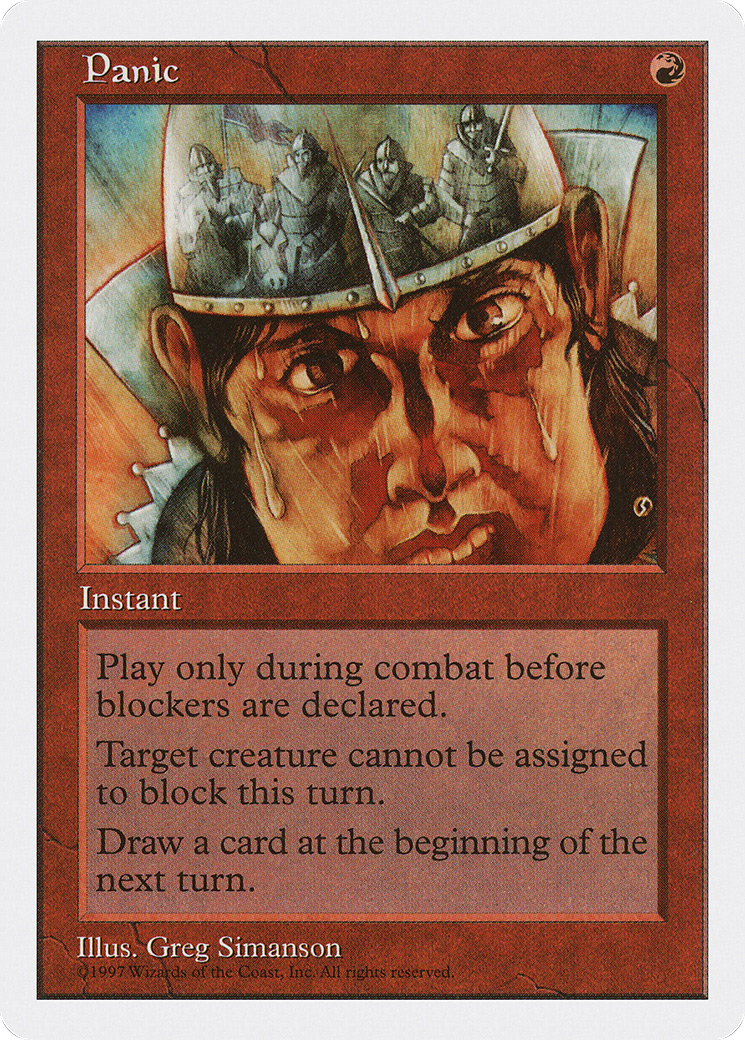 Panic
Instant
Play only during combat before
blockers are declared.
Target creature cannot be assigned
to block this turn.
Draw a card at the beginning of the
next turn.
Illus. Greg Simanson
©1997 Wizards of the Coast, Inc. All rights reserved.